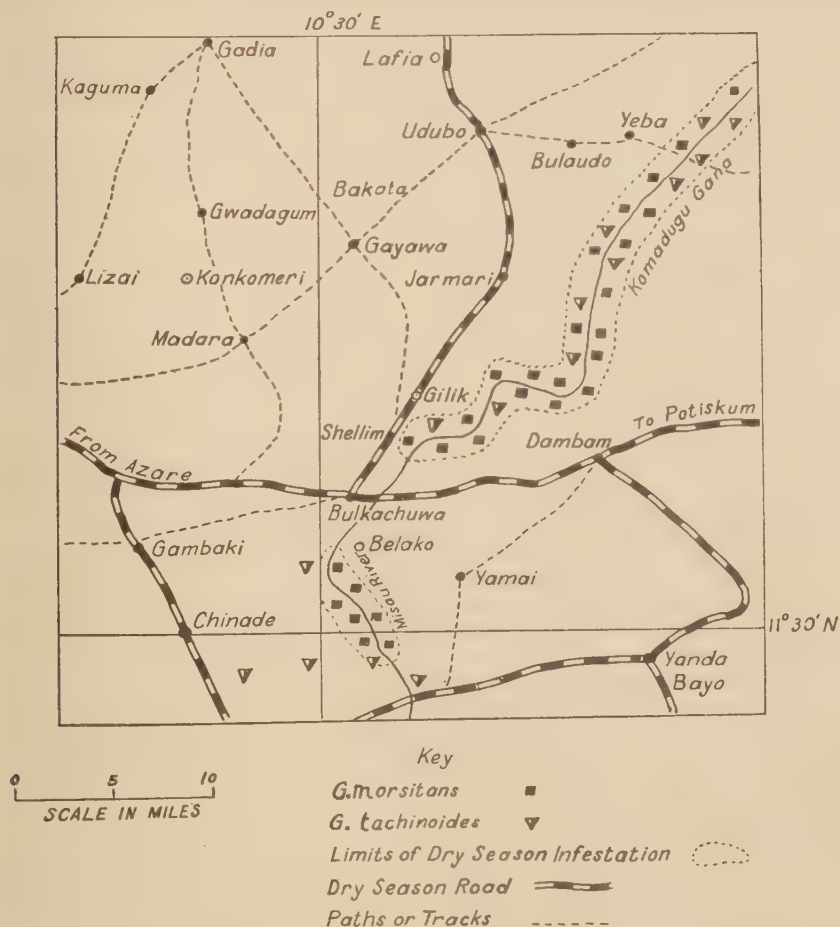 10°30' E
Gadia
Lafia
Kaguma
Udubo
Yeba
Bulaudo
Bakata
Gwadagum
Gayawa
Komadugu Gana
Lizai
Konkomeri
Jarmari
Madara
Gilik
Shellim
To Potiskum
Dambam
From Azare
Bulkachuwa
Gambaki
Belako
Misau River
Yamai
Chinade
11°30' N
Yanda
Bayo
Key
0 5 10
SCALE IN MILES
G.morsitans
G. tachinoides
Limits of Dry Season Infestation
Dry Season Road
Paths or Tracks